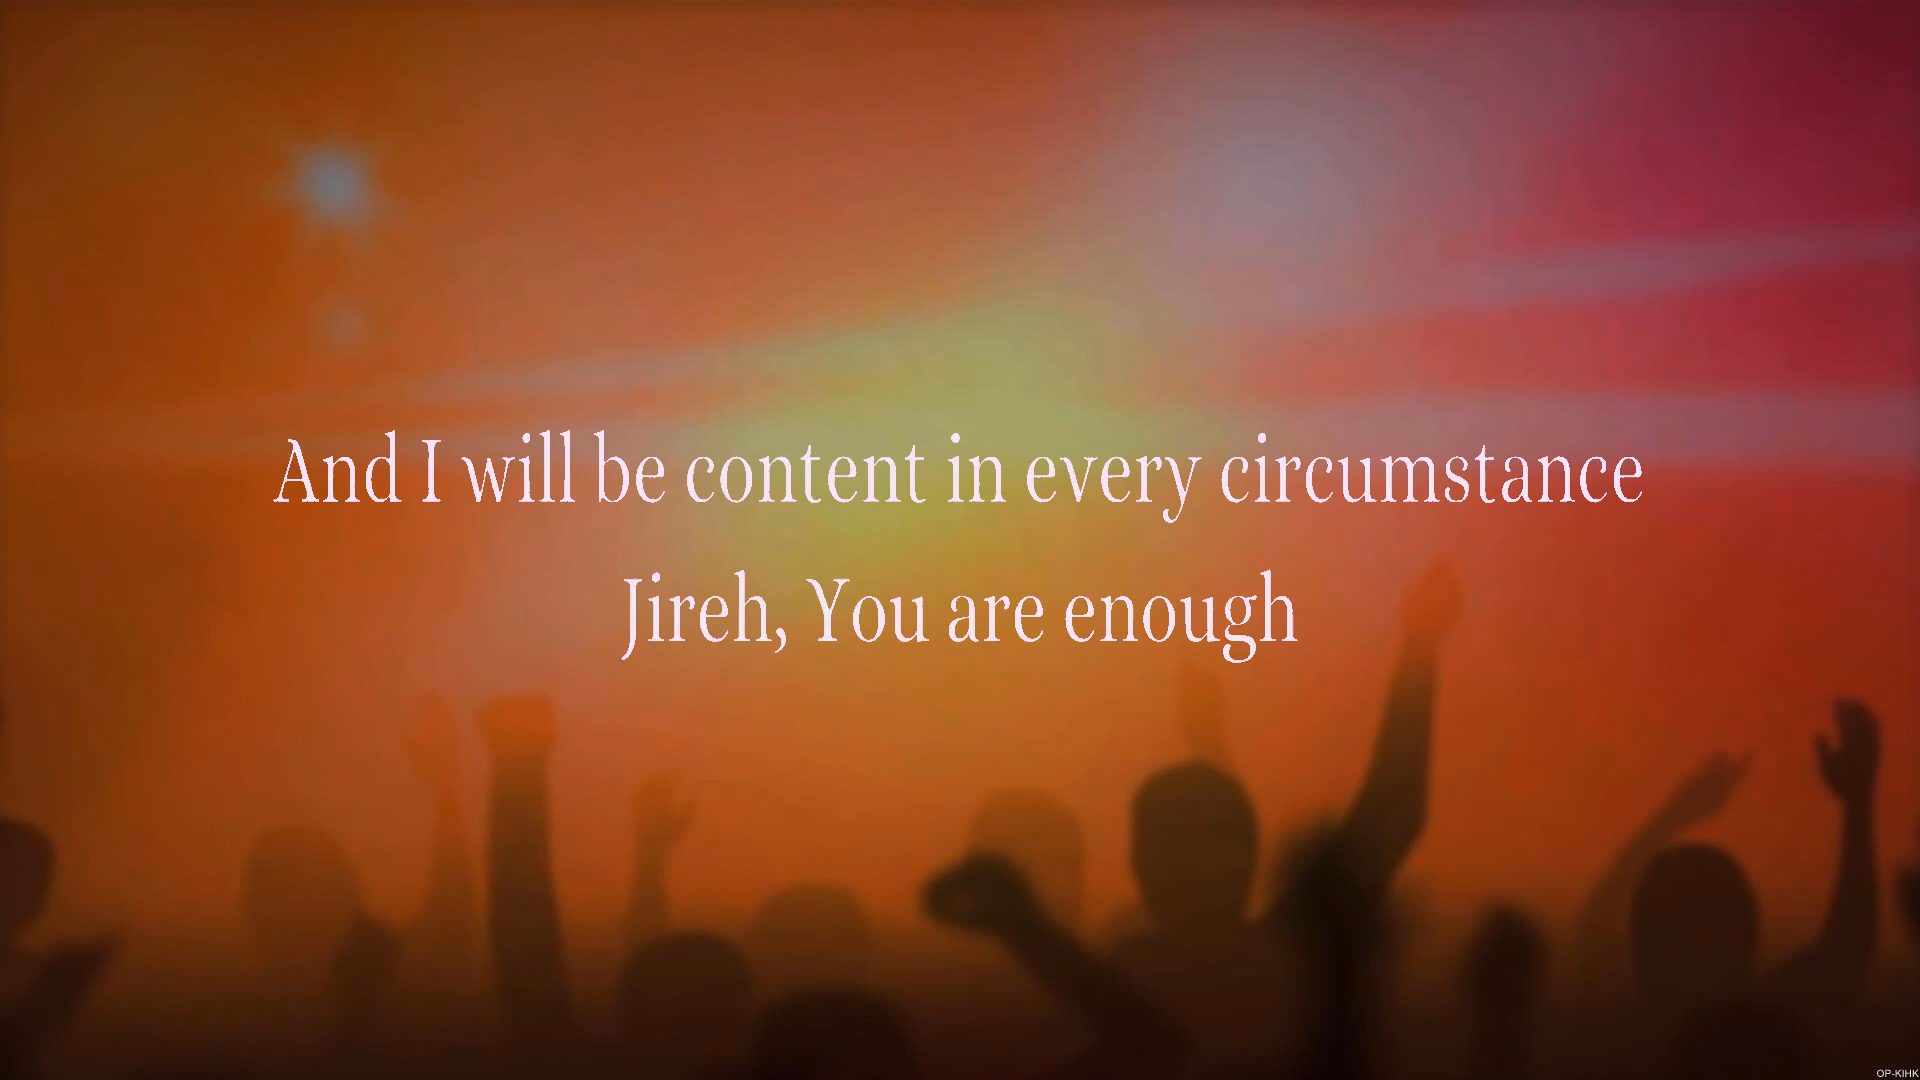 And I will be content in every circumstance
Jireh, You are enough
OP-KIHK